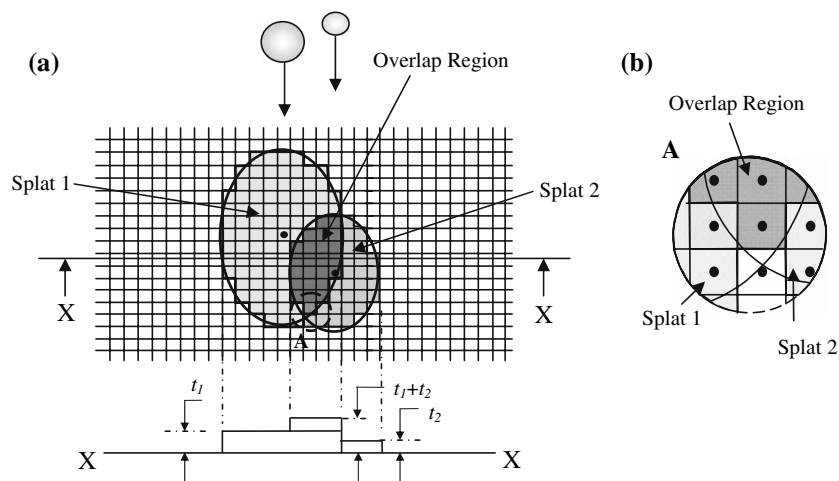 (a)
(b)
Overlap Region
Overlap Region
A
Splat 1
Splat 2
X
X
A
Splat 1
Splat 2
t1
t1+t2
t2
X
X